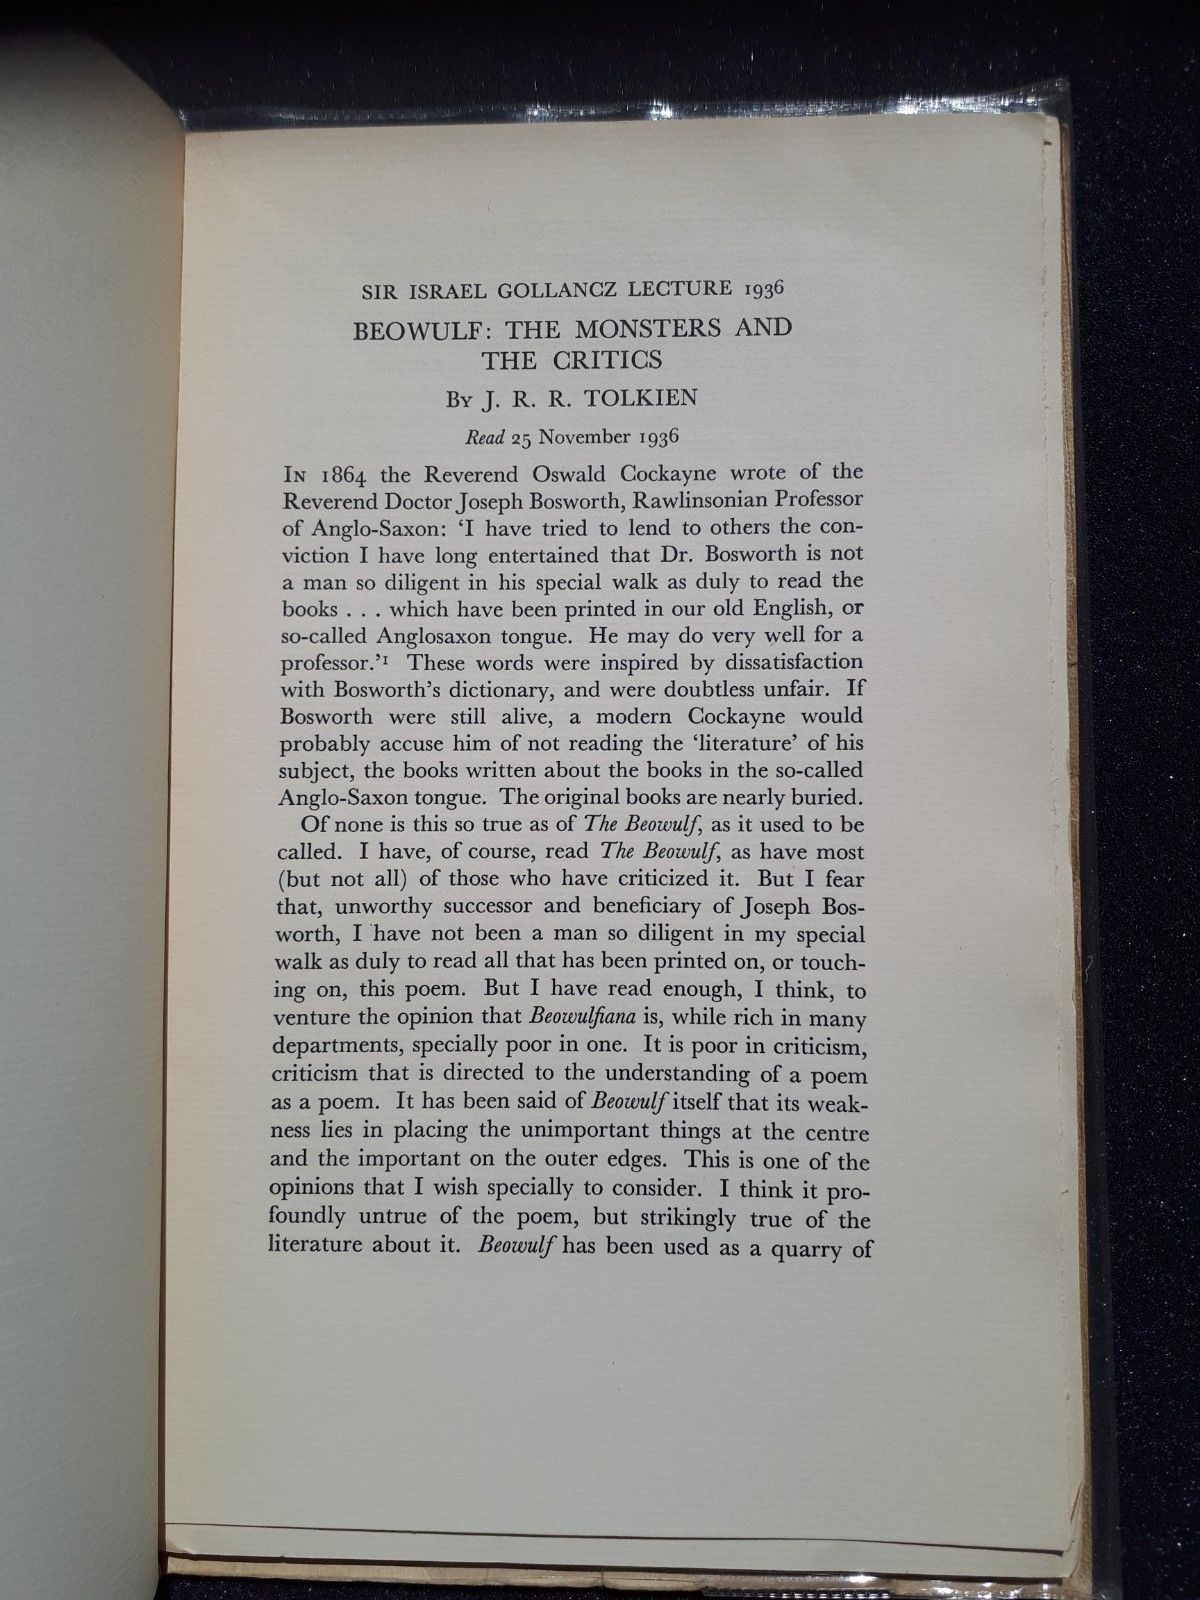 SIR ISRAEL GOLLANCZ LECTURE 1936
BEOWULF: THE MONSTERS AND
THE CRITICS
By J. R. R. TOLKIEN
Read 25 November 1936
In 1864 the Reverend Oswald Cockayne wrote of the
Reverend Doctor Joseph Bosworth, Rawlinsonian Professor
of Anglo-Saxon: ‘I have tried to lend to others the con-
viction I have long entertained that Dr. Bosworth is not
a man so diligent in his special walk as duly to read the
books . . . which have been printed in our old English, or
so-called Anglosaxon tongue. He may do very well for a
professor.’¹ These words were inspired by dissatisfaction
with Bosworth’s dictionary, and were doubtless unfair. If
Bosworth were still alive, a modern Cockayne would
probably accuse him of not reading the ‘literature’ of his
subject, the books written about the books in the so-called
Anglo-Saxon tongue. The original books are nearly buried.
Of none is this so true as of The Beowulf, as it used to be
called. I have, of course, read The Beowulf, as have most
(but not all) of those who have criticized it. But I fear
that, unworthy successor and beneficiary of Joseph Bos-
worth, I have not been a man so diligent in my special
walk as duly to read all that has been printed on, or touch-
ing on, this poem. But I have read enough, I think, to
venture the opinion that Beowulfiana is, while rich in many
departments, specially poor in one. It is poor in criticism,
criticism that is directed to the understanding of a poem
as a poem. It has been said of Beowulf itself that its weak-
ness lies in placing the unimportant things at the centre
and the important on the outer edges. This is one of the
opinions that I wish specially to consider. I think it pro-
foundly untrue of the poem, but strikingly true of the
literature about it. Beowulf has been used as a quarry of